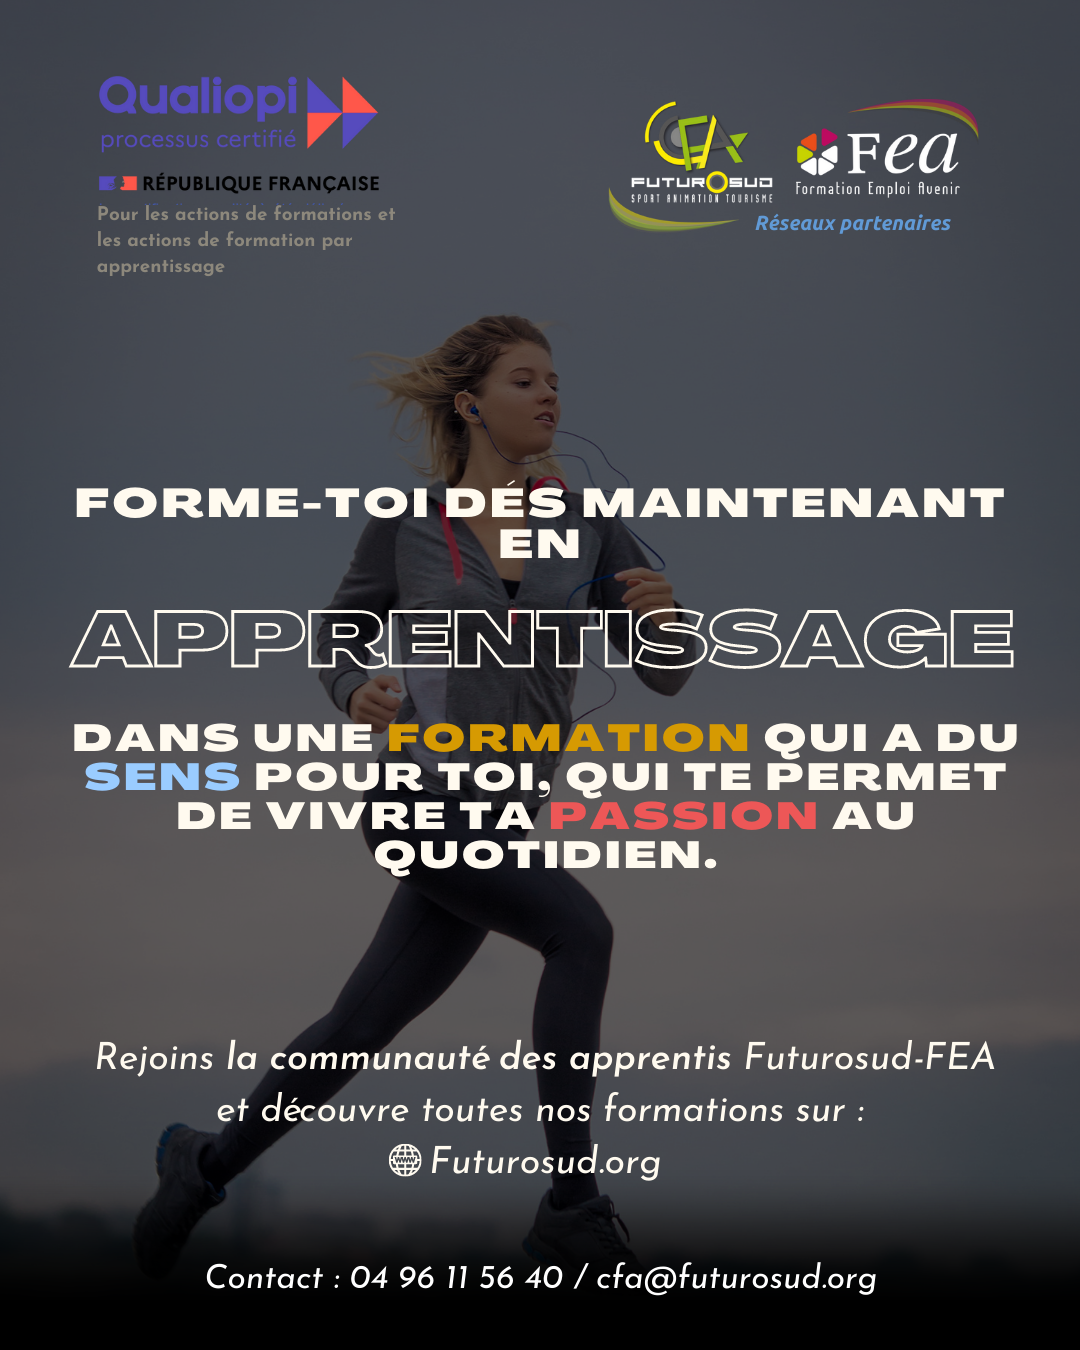 Qualiopi
processus certifié
RÉPUBLIQUE FRANÇAISE
Pour les actions de formations et
les actions de formation par
apprentissage
CFA
FUTUROSUD
SPORT ANIMATION TOURISME
Fea
Formation Emploi Avenir
Réseaux partenaires
FORME-TOI DÉS MAINTENANT
EN
APPRENTISSAGE
DANS UNE FORMATION QUI A DU
SENS POUR TOI, QUI TE PERMET
DE VIVRE TA PASSION AU
QUOTIDIEN.
Rejoins la communauté des apprentis Futurosud-FEA
et découvre toutes nos formations sur :
www Futurosud.org
Contact : 04 96 11 56 40 / cfa@futurosud.org